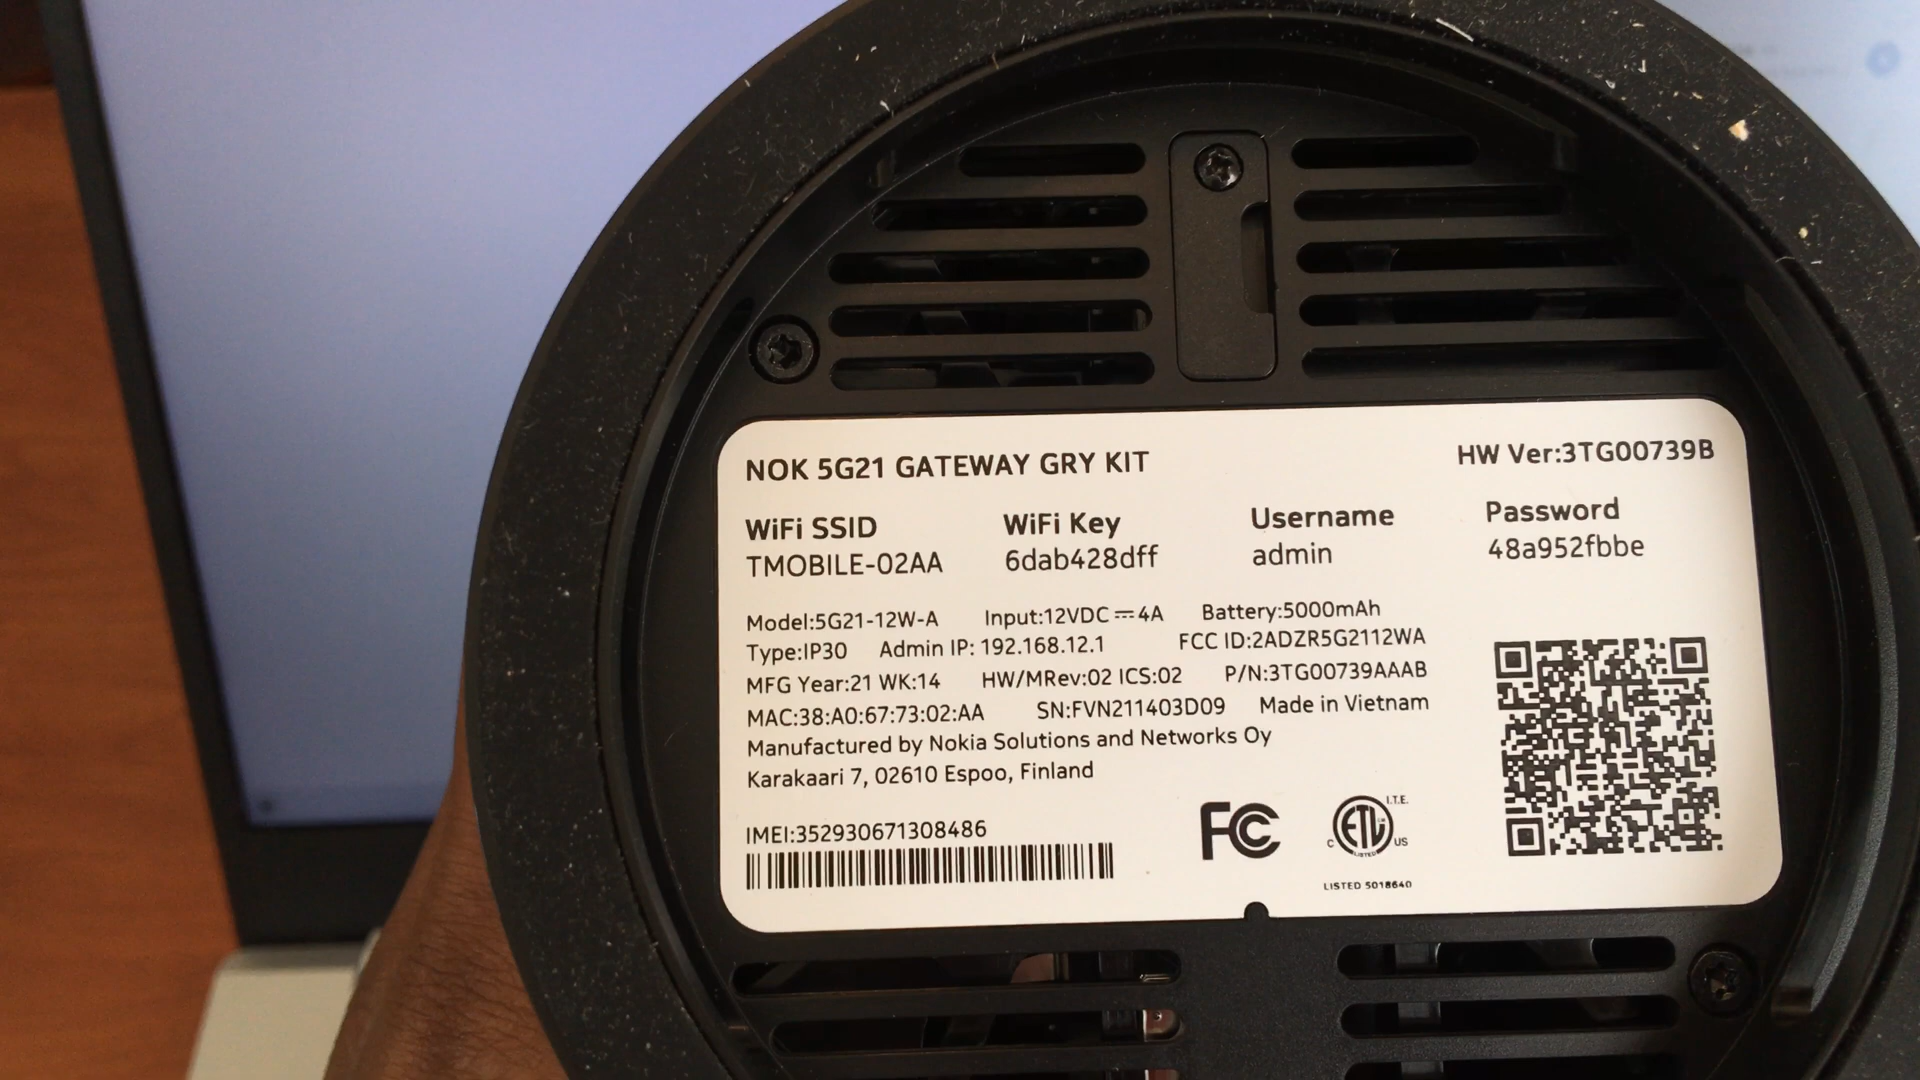 NOK 5G21 GATEWAY GRY KIT HW Ver:3TG00739B
WiFi SSID WiFi Key Username Password
TMOBILE-02AA 6dab428dff admin 48a952fbbe
Model:5G21-12W-A Input:12VDC⎓4A Battery:5000mAh
Type:IP30 Admin IP: 192.168.12.1 FCC ID:2ADZR5G2112WA
MFG Year:21 WK:14 HW/MRev:02 ICS:02 P/N:3TG00739AAAB
MAC:38:A0:67:73:02:AA SN:FVN211403D09 Made in Vietnam
Manufactured by Nokia Solutions and Networks Oy
Karakaari 7, 02610 Espoo, Finland
IMEI:352930671308486
FC
I.T.E.
C ETL US
LISTED
LISTED 5018640